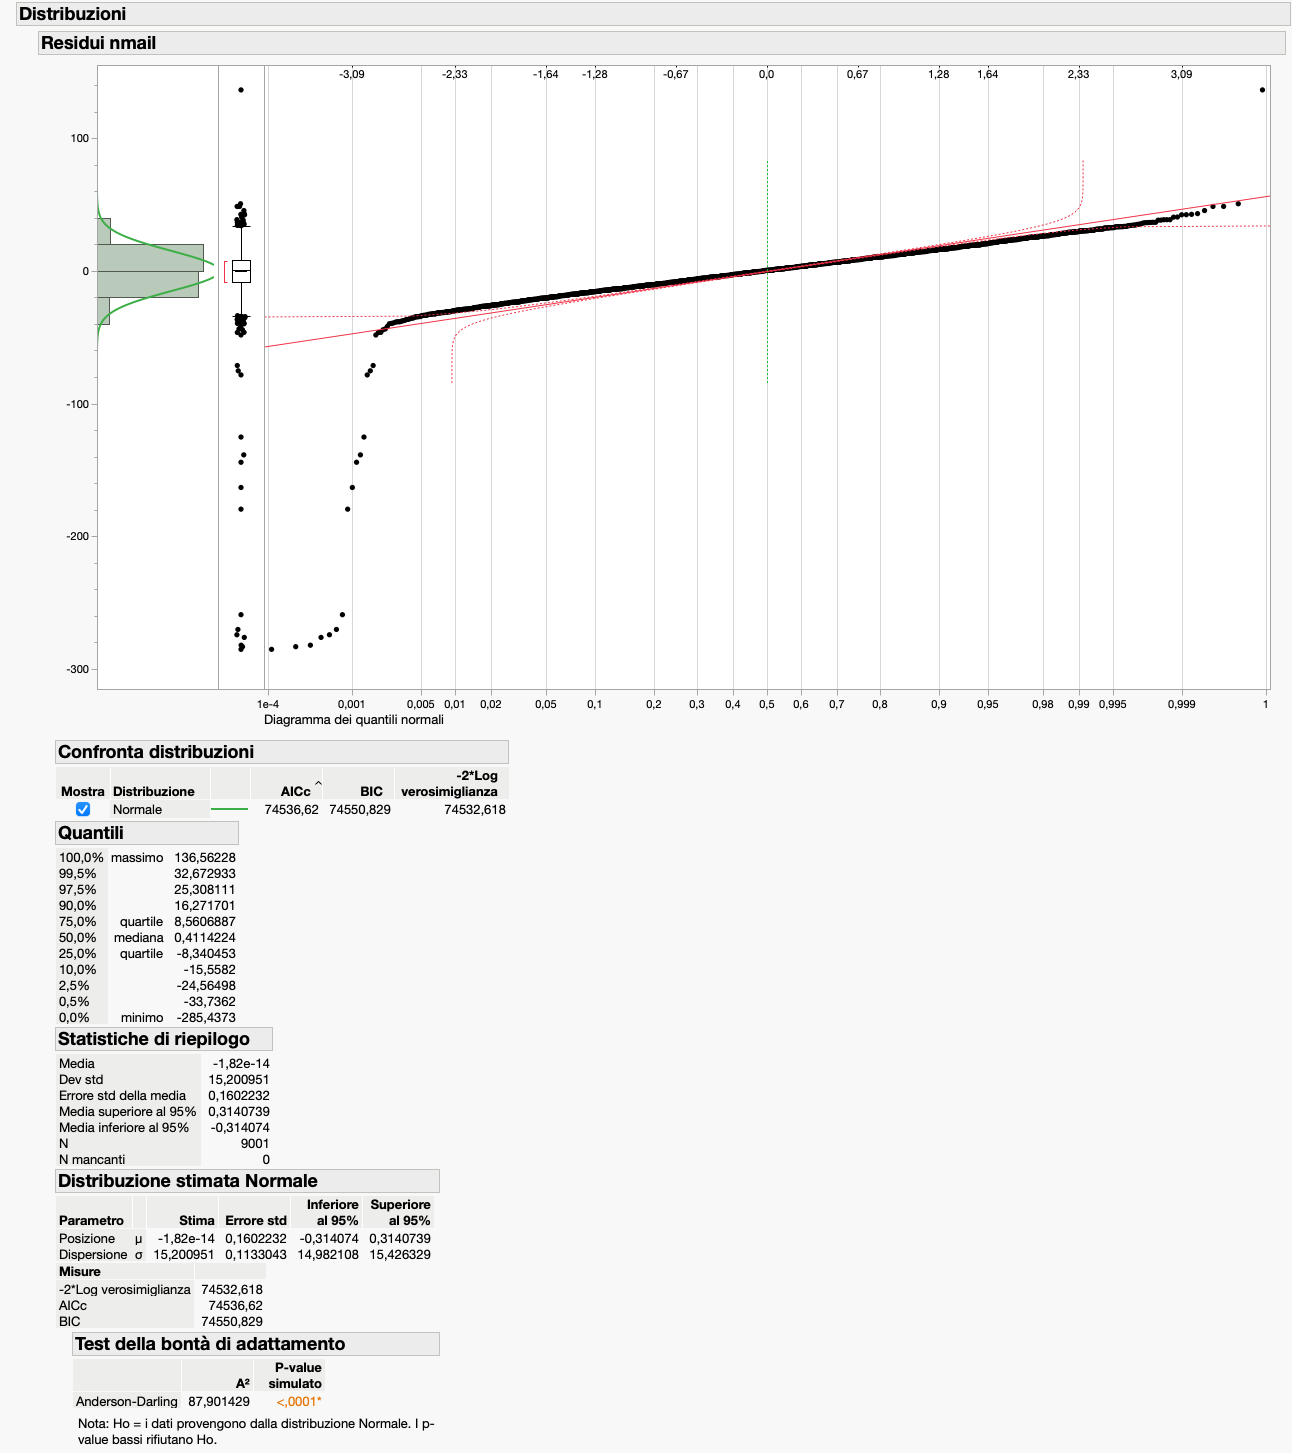 Distribuzioni
Residui nmail
-3,09 -2,33 -1,64 -1,28 -0,67 0,0 0,67 1,28 1,64 2,33 3,09
100
0
-100
-200
-300
1e-4 0,001 0,005 0,01 0,02 0,05 0,1 0,2 0,3 0,4 0,5 0,6 0,7 0,8 0,9 0,95 0,98 0,99 0,995 0,999 1
Diagramma dei quantili normali
Confronta distribuzioni
-2*Log
Mostra Distribuzione AICc ^ BIC verosimiglianza
Normale 74536,62 74550,829 74532,618
Quantili
100,0% massimo 136,56228
99,5% 32,672933
97,5% 25,308111
90,0% 16,271701
75,0% quartile 8,5606887
50,0% mediana 0,4114224
25,0% quartile -8,340453
10,0% -15,5582
2,5% -24,56498
0,5% -33,7362
0,0% minimo -285,4373
Statistiche di riepilogo
Media -1,82e-14
Dev std 15,200951
Errore std della media 0,1602232
Media superiore al 95% 0,3140739
Media inferiore al 95% -0,314074
N 9001
N mancanti 0
Distribuzione stimata Normale
Inferiore Superiore
Parametro Stima Errore std al 95% al 95%
Posizione μ -1,82e-14 0,1602232 -0,314074 0,3140739
Dispersione σ 15,200951 0,1133043 14,982108 15,426329
Misure
-2*Log verosimiglianza 74532,618
AICc 74536,62
BIC 74550,829
Test della bontà di adattamento
P-value
A² simulato
Anderson-Darling 87,901429 <,0001*
Nota: Ho = i dati provengono dalla distribuzione Normale. I p-
value bassi rifiutano Ho.